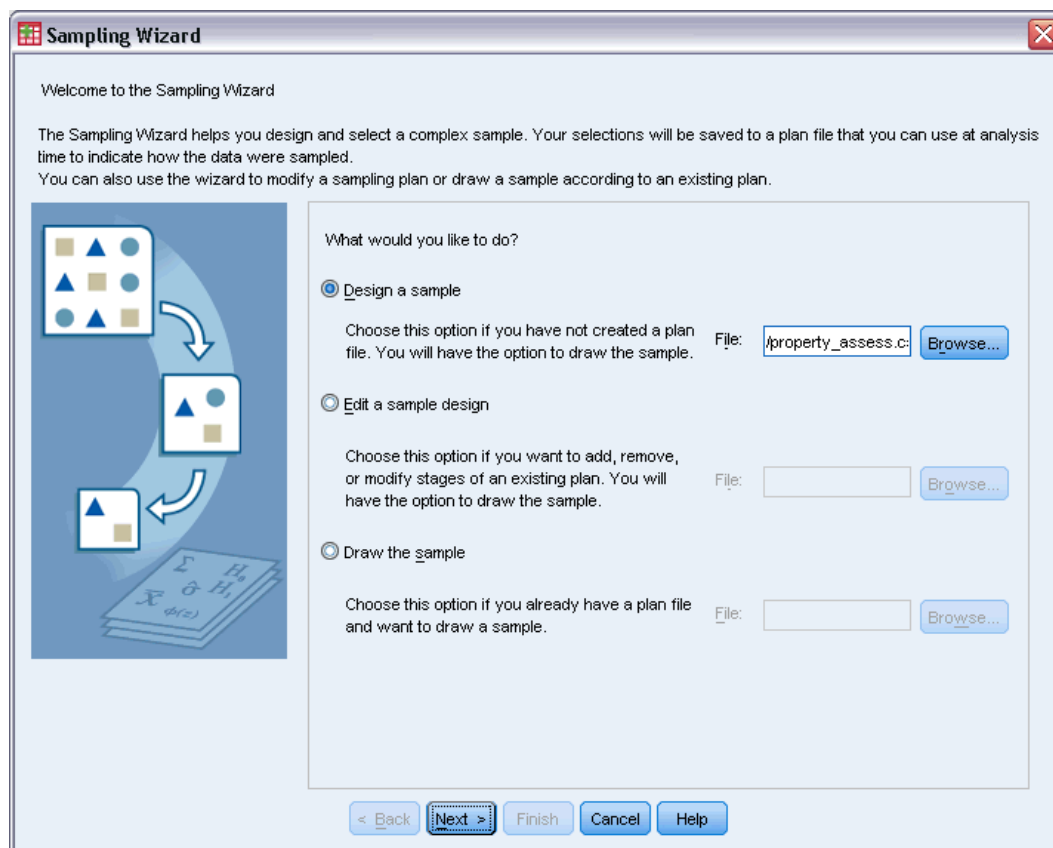 Sampling Wizard
Welcome to the Sampling Wizard
The Sampling Wizard helps you design and select a complex sample. Your selections will be saved to a plan file that you can use at analysis
time to indicate how the data were sampled.
You can also use the wizard to modify a sampling plan or draw a sample according to an existing plan.
What would you like to do?
Design a sample
Choose this option if you have not created a plan
file. You will have the option to draw the sample.
File:
/property_assess.c
Browse...
Edit a sample design
Choose this option if you want to add, remove,
or modify stages of an existing plan. You will
have the option to draw the sample.
File:
Browse...
Draw the sample
Choose this option if you already have a plan file
and want to draw a sample.
File:
Browse...
Σ H₀
x̄ σ̂ H₁
ϕ(z)
< Back
Next >
Finish
Cancel
Help